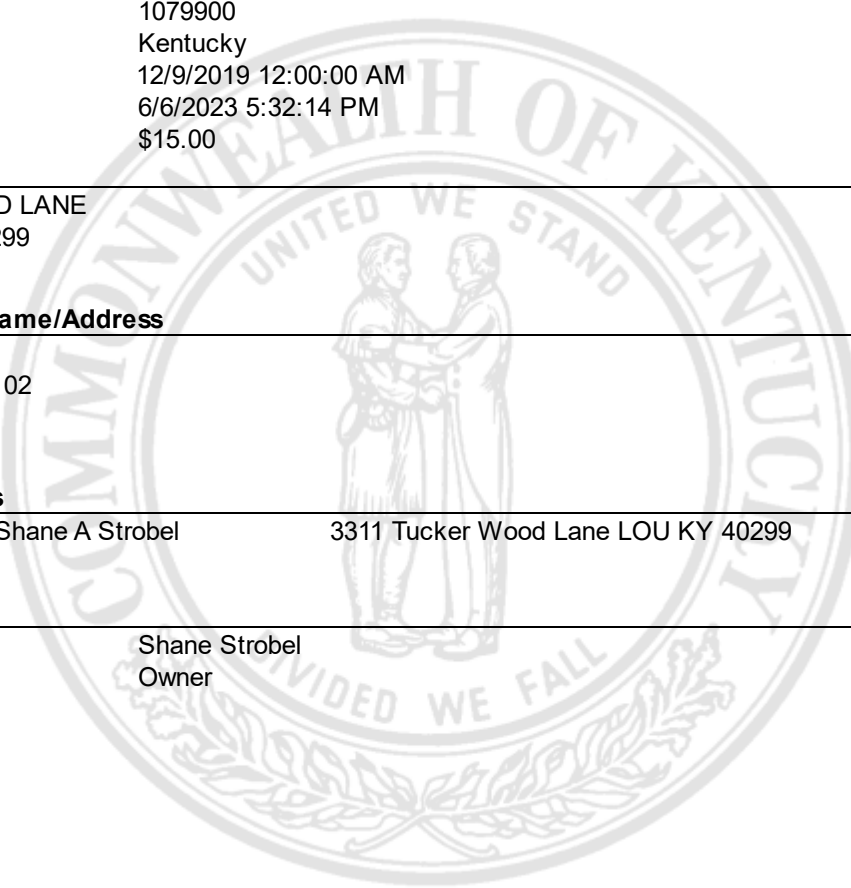 1079900
Kentucky
12/9/2019 12:00:00 AM
6/6/2023 5:32:14 PM
$15.00
D LANE
299
ame/Address
02
s
Shane A Strobel 3311 Tucker Wood Lane LOU KY 40299
Shane Strobel
Owner
COMMONWEALTH OF KENTUCKY
UNITED WE STAND
DIVIDED WE FALL